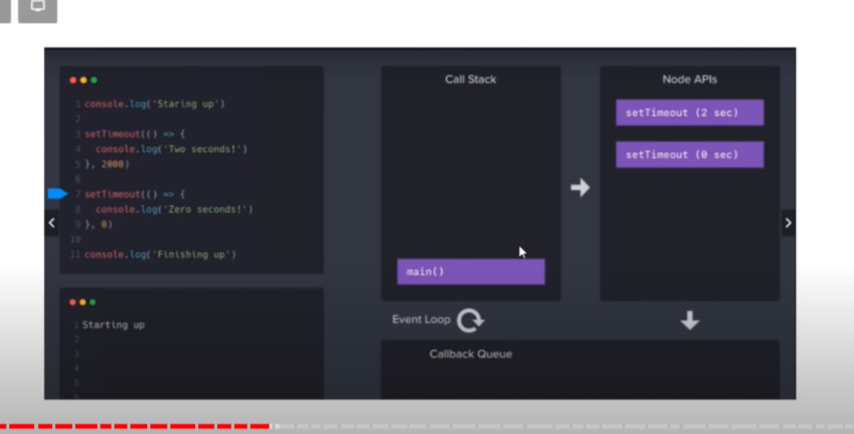 1 console.log('Staring up')
2
3 setTimeout(() => {
4 console.log('Two seconds!')
5 }, 2000)
6
7 setTimeout(() => {
8 console.log('Zero seconds!')
9 }, 0)
10
11 console.log('Finishing up')
1 Starting up
2
3
4
5
Call Stack
main()
Node APIs
setTimeout (2 sec)
setTimeout (0 sec)
Event Loop
Callback Queue